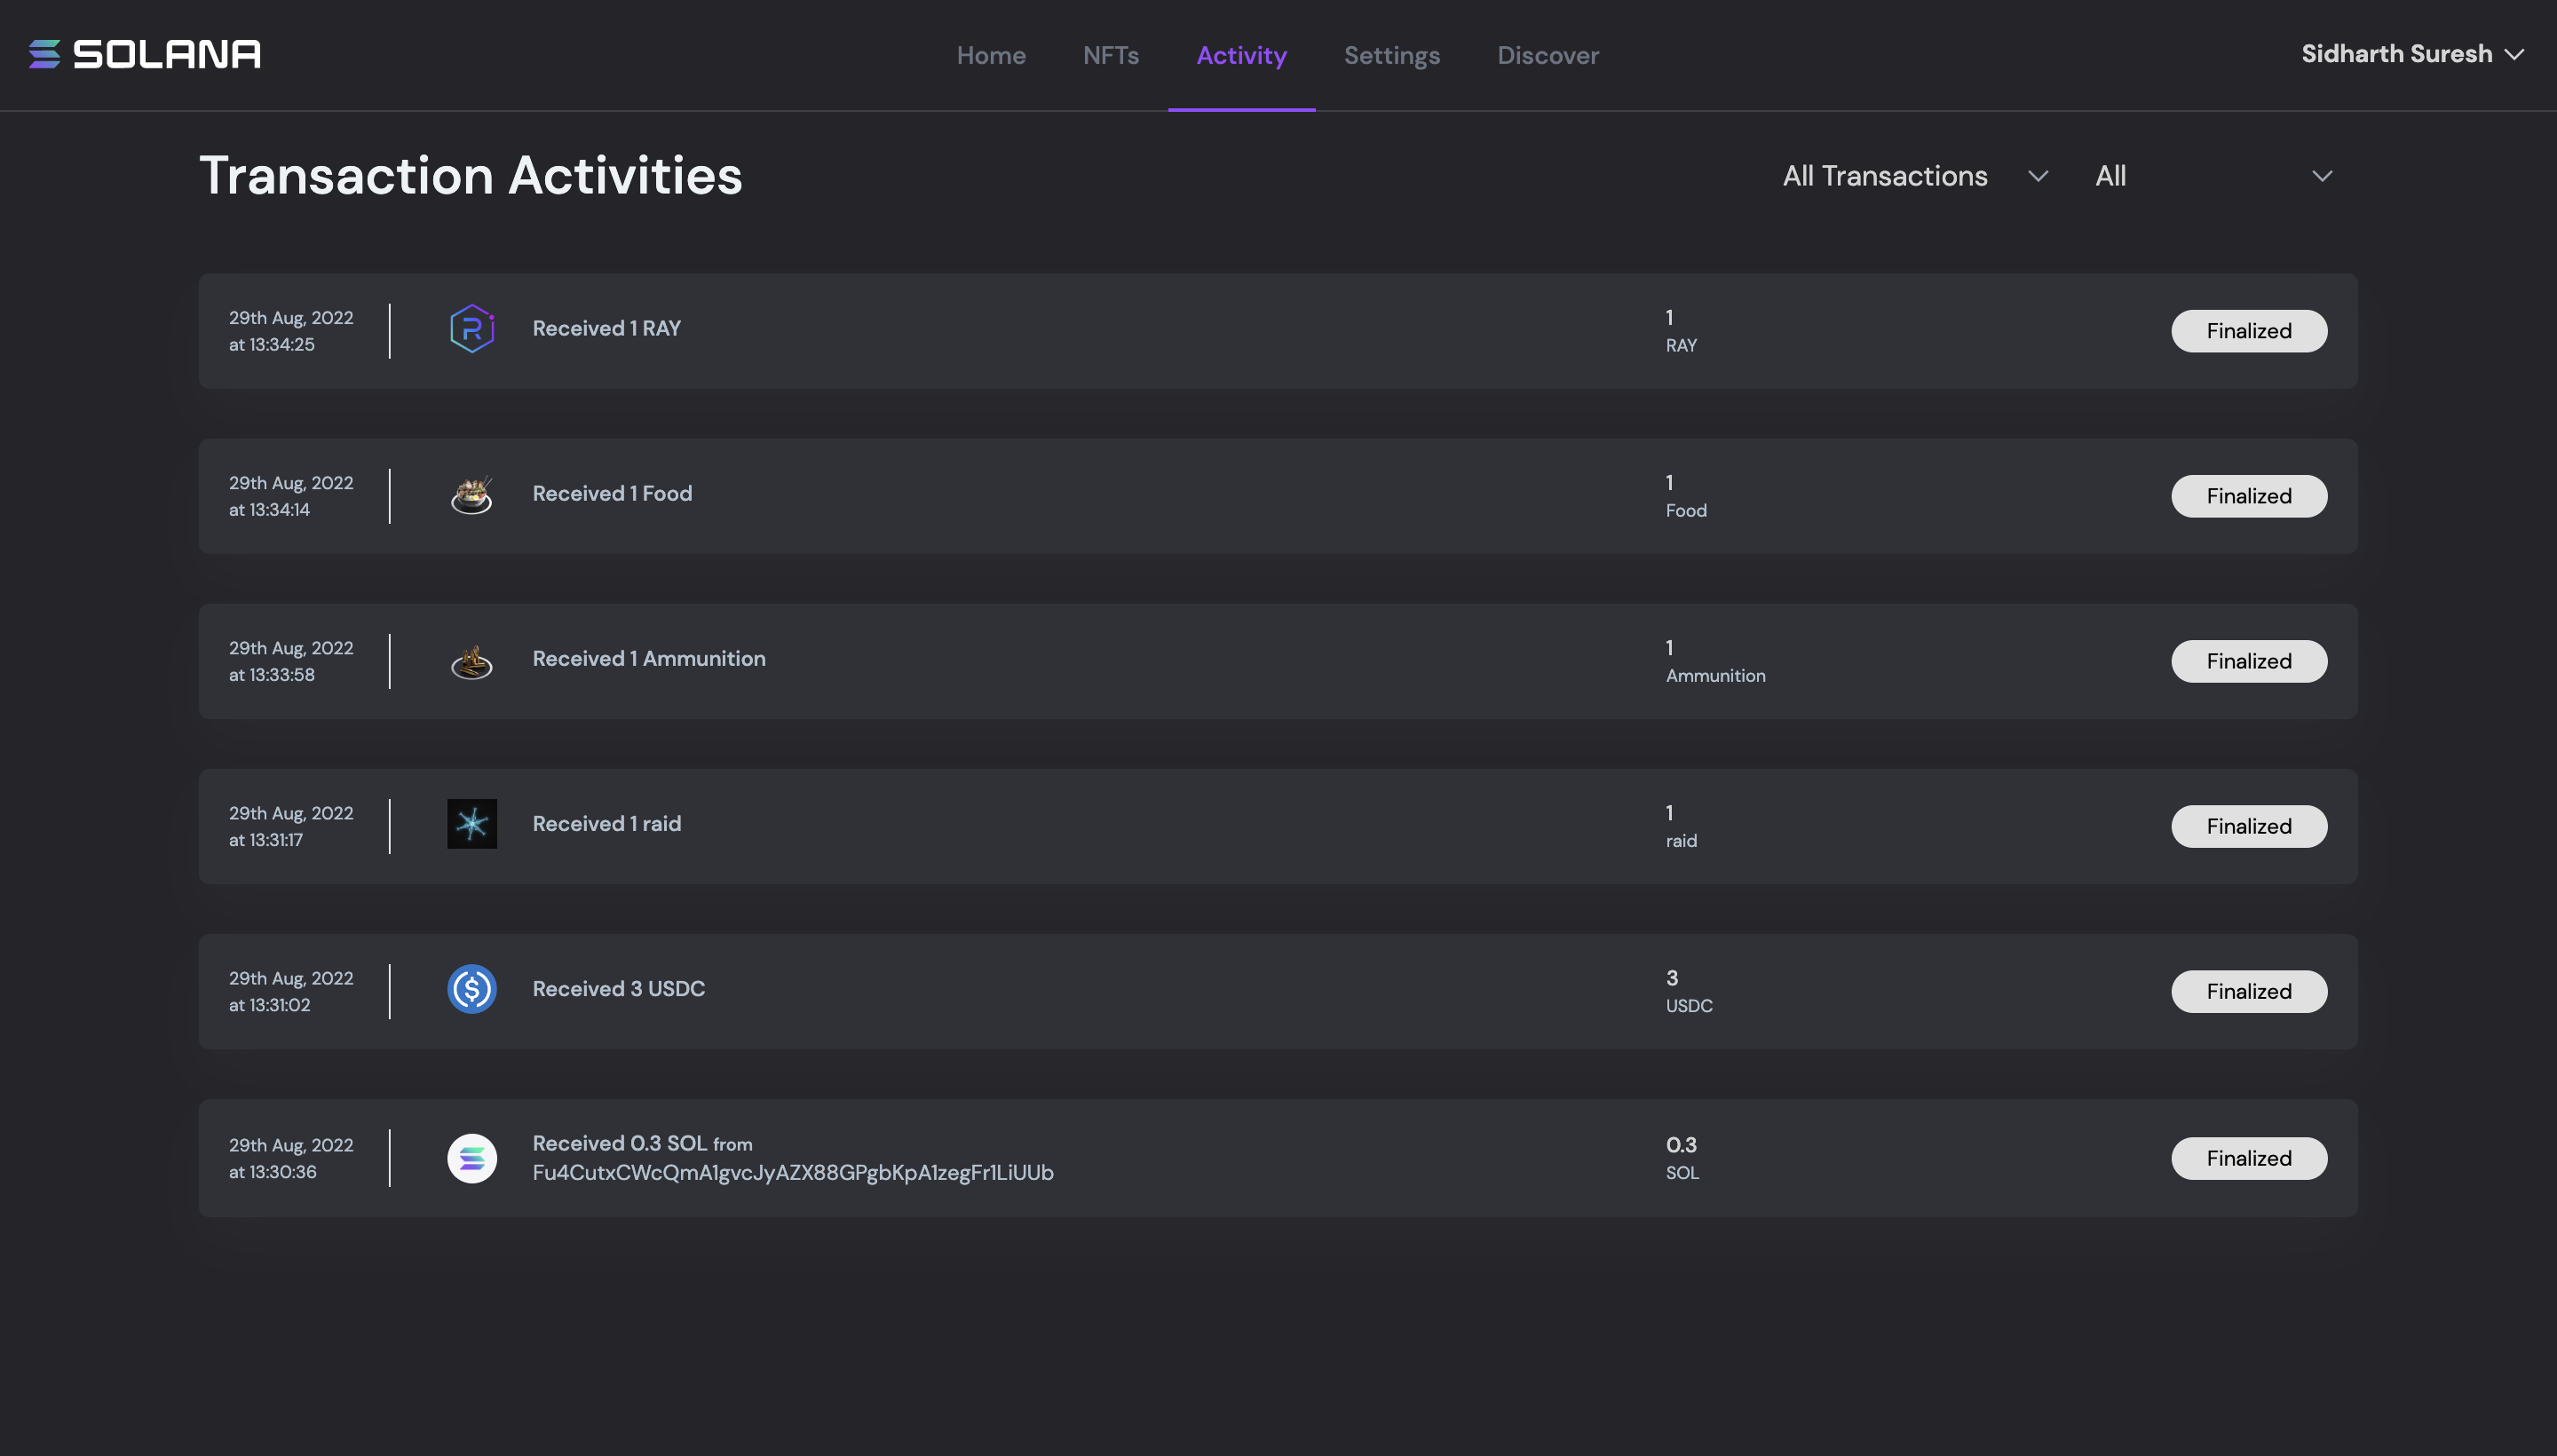 SOLANA
Home NFTs Activity Settings Discover
Sidharth Suresh
Transaction Activities
All Transactions All
29th Aug, 2022
at 13:34:25
Received 1 RAY
1
RAY
Finalized
29th Aug, 2022
at 13:34:14
Received 1 Food
1
Food
Finalized
29th Aug, 2022
at 13:33:58
Received 1 Ammunition
1
Ammunition
Finalized
29th Aug, 2022
at 13:31:17
Received 1 raid
1
raid
Finalized
29th Aug, 2022
at 13:31:02
Received 3 USDC
3
USDC
Finalized
29th Aug, 2022
at 13:30:36
Received 0.3 SOL from
Fu4CutxCWcQmA1gvcJyAZX88GPgbKpA1zegFr1LiUUb
0.3
SOL
Finalized